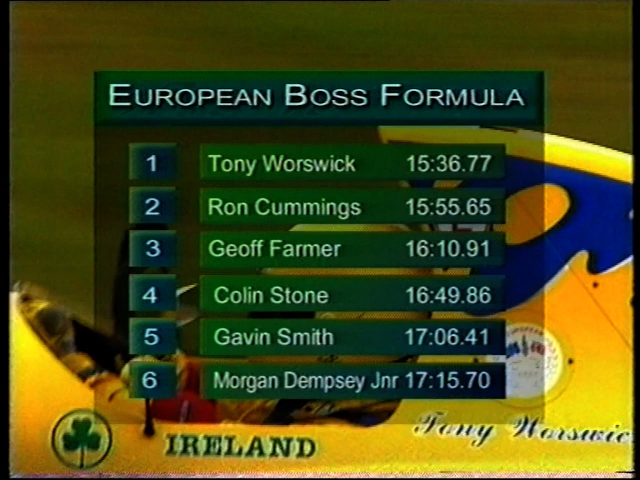 EUROPEAN BOSS FORMULA
1 Tony Worswick 15:36.77
2 Ron Cummings 15:55.65
3 Geoff Farmer 16:10.91
4 Colin Stone 16:49.86
5 Gavin Smith 17:06.41
6 Morgan Dempsey Jnr 17:15.70
Tony Worswic
IRELAND